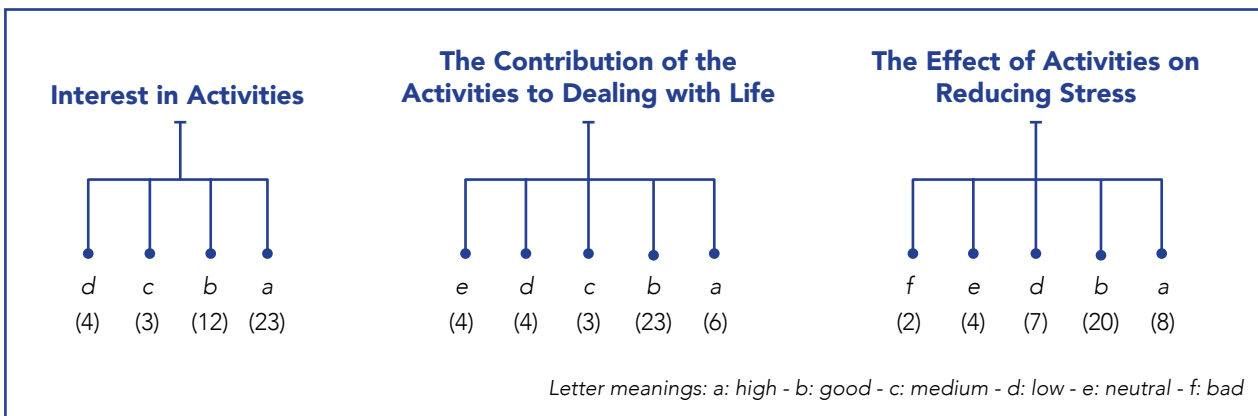 Interest in Activities
d c b a
(4) (3) (12) (23)
The Contribution of the
Activities to Dealing with Life
e d c b a
(4) (4) (3) (23) (6)
The Effect of Activities on
Reducing Stress
f e d b a
(2) (4) (7) (20) (8)
Letter meanings: a: high - b: good - c: medium - d: low - e: neutral - f: bad